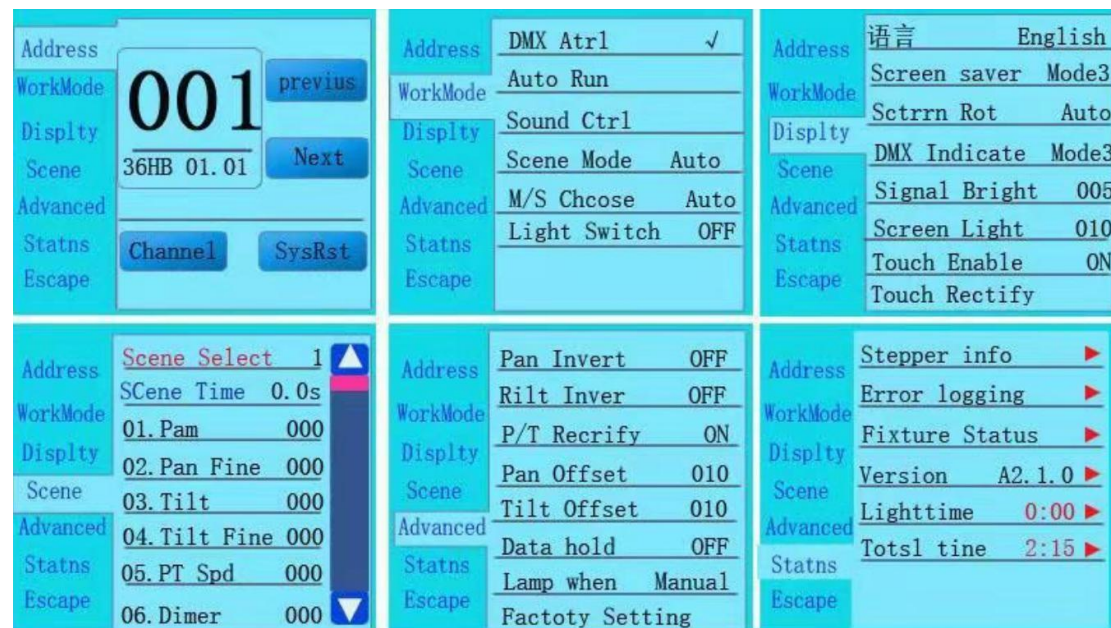 Address
WorkMode
Displty
Scene
Advanced
Statns
Escape
001
36HB 01.01
previus
Next
Channel
SysRst
Address
WorkMode
Displty
Scene
Advanced
Statns
Escape
DMX Atrl √
Auto Run
Sound Ctrl
Scene Mode Auto
M/S Chcose Auto
Light Switch OFF
Address
WorkMode
Displty
Scene
Advanced
Statns
Escape
语言 English
Screen saver Mode3
Sctrrn Rot Auto
DMX Indicate Mode3
Signal Bright 005
Screen Light 010
Touch Enable ON
Touch Rectify
Address
WorkMode
Displty
Scene
Advanced
Statns
Escape
Scene Select 1
SCene Time 0.0s
01.Pam 000
02.Pan Fine 000
03.Tilt 000
04.Tilt Fine 000
05.PT Spd 000
06.Dimer 000
Address
WorkMode
Displty
Scene
Advanced
Statns
Escape
Pan Invert OFF
Rilt Inver OFF
P/T Recrify ON
Pan Offset 010
Tilt Offset 010
Data hold OFF
Lamp when Manual
Factoty Setting
Address
WorkMode
Displty
Scene
Advanced
Statns
Escape
Stepper info
Error logging
Fixture Status
Version A2.1.0
Lighttime 0:00
Totsl tine 2:15